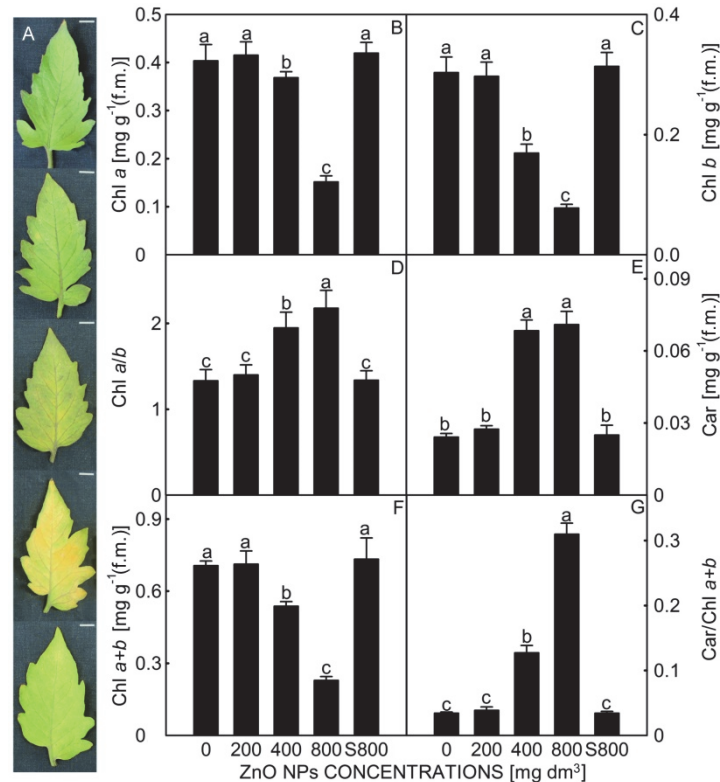 A
B
0.5
0.4
0.3
0.2
0.1
0
Chl a [mg g⁻¹(f.m.)]
a
a
b
c
a
C
0.4
0.2
0.0
Chl b [mg g⁻¹(f.m.)]
a
a
b
c
a
D
2
1
0
Chl a/b
c
c
b
a
c
E
0.09
0.06
0.03
0
Car [mg g⁻¹(f.m.)]
b
b
a
a
b
F
0.9
0.6
0.3
0
Chl a+b [mg g⁻¹(f.m.)]
a
a
b
c
a
G
0.3
0.2
0.1
0
Car/Chl a+b
c
c
b
a
c
0 200 400 800 S800
0 200 400 800 S800
ZnO NPs CONCENTRATIONS [mg dm³]